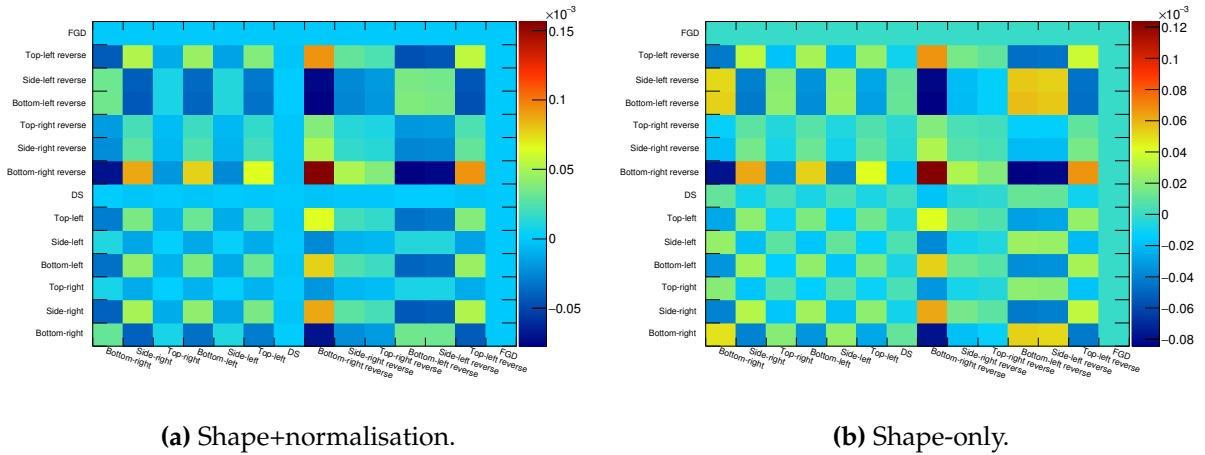 ×10⁻³
FGD
Top-left reverse
Side-left reverse
Bottom-left reverse
Top-right reverse
Side-right reverse
Bottom-right reverse
DS
Top-left
Side-left
Bottom-left
Top-right
Side-right
Bottom-right
Bottom-right
Side-right
Top-right
Bottom-left
Side-left
Top-left
DS
Bottom-right reverse
Side-right reverse
Top-right reverse
Bottom-left reverse
Side-left reverse
Top-left reverse
FGD
0.15
0.1
0.05
0
−0.05
(a) Shape+normalisation.
×10⁻³
FGD
Top-left reverse
Side-left reverse
Bottom-left reverse
Top-right reverse
Side-right reverse
Bottom-right reverse
DS
Top-left
Side-left
Bottom-left
Top-right
Side-right
Bottom-right
Bottom-right
Side-right
Top-right
Bottom-left
Side-left
Top-left
DS
Bottom-right reverse
Side-right reverse
Top-right reverse
Bottom-left reverse
Side-left reverse
Top-left reverse
FGD
0.12
0.1
0.08
0.06
0.04
0.02
0
−0.02
−0.04
−0.06
−0.08
(b) Shape-only.